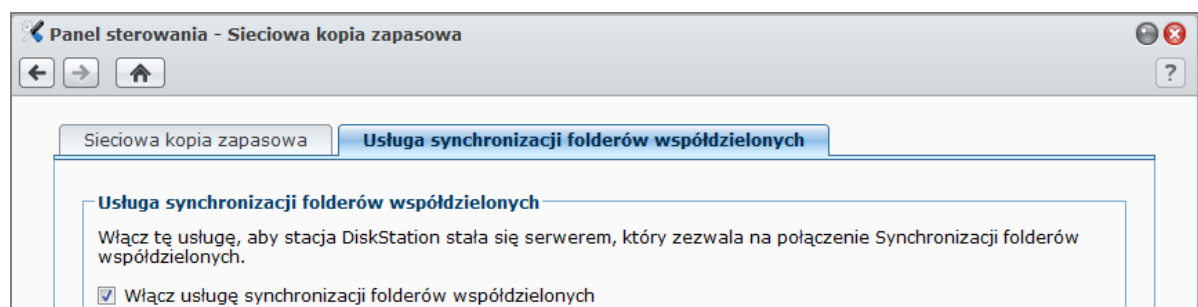 Panel sterowania - Sieciowa kopia zapasowa
?
Sieciowa kopia zapasowa
Usługa synchronizacji folderów współdzielonych
Usługa synchronizacji folderów współdzielonych
Włącz tę usługę, aby stacja DiskStation stała się serwerem, który zezwala na połączenie Synchronizacji folderów
współdzielonych.
Włącz usługę synchronizacji folderów współdzielonych